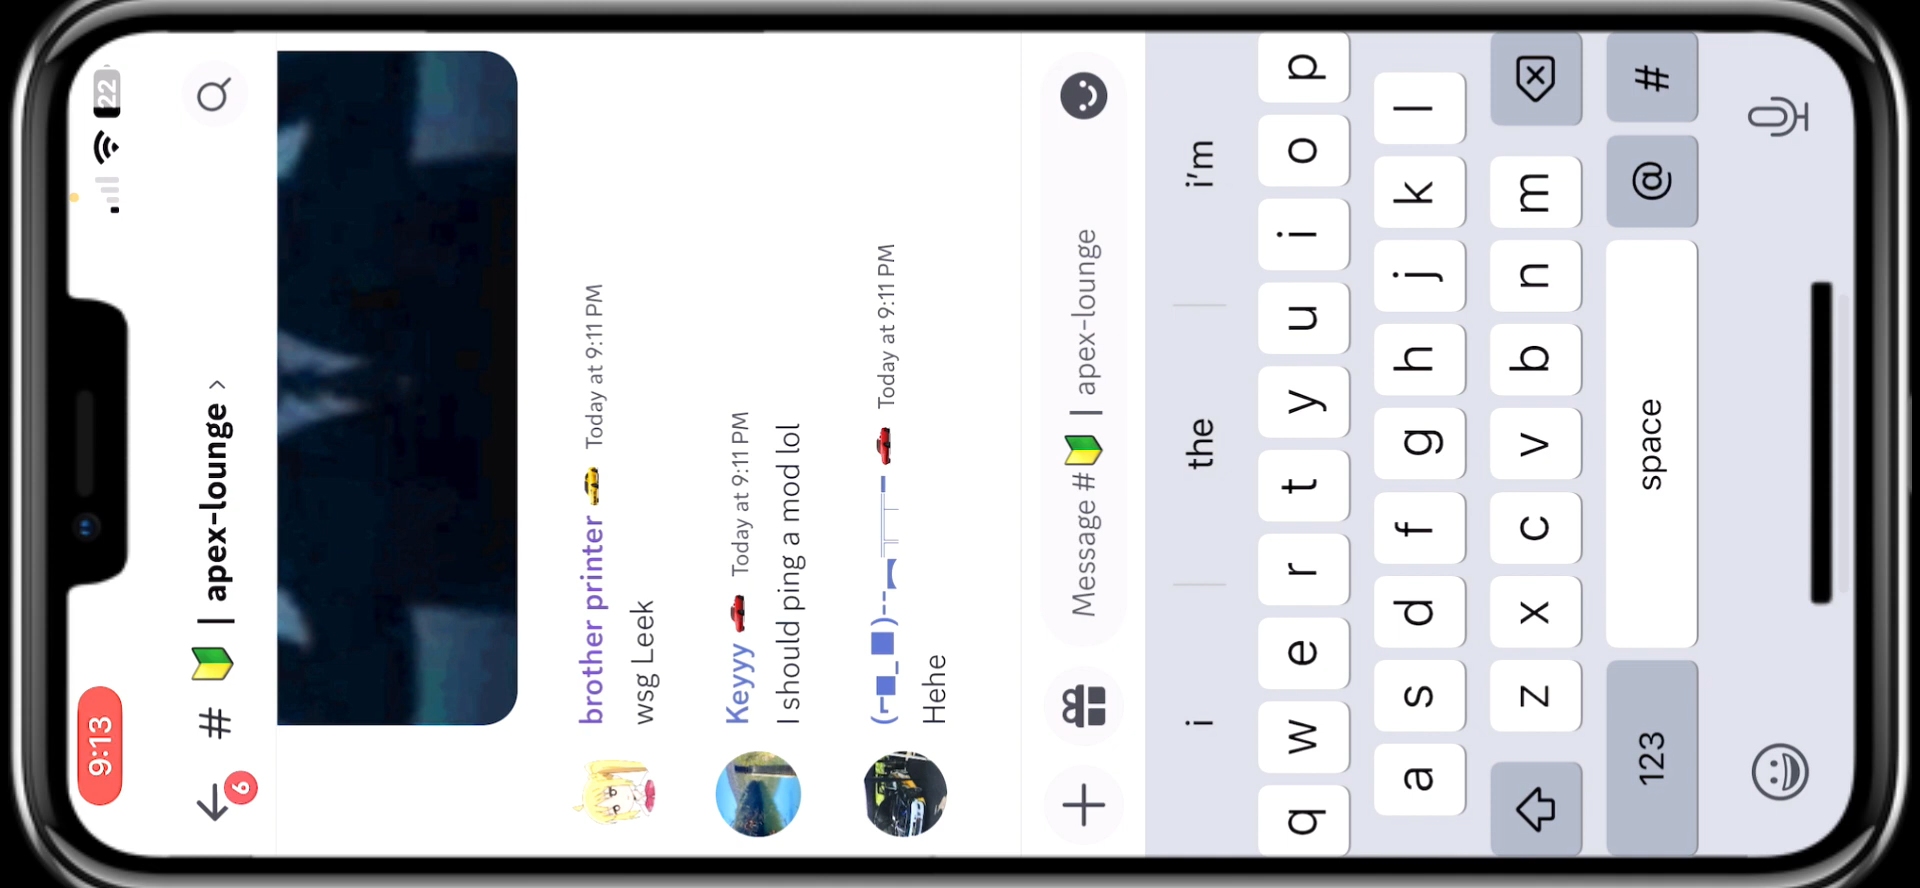 9:13
22
6
# 🔰 | apex-lounge >
brother printer 🚕 Today at 9:11 PM
wsg Leek
Keyyy 🚗 Today at 9:11 PM
I should ping a mod lol
🚗 Today at 9:11 PM
Hehe
Message #🔰 | apex-lounge
i the i'm
q w e r t y u i o p
a s d f g h j k l
z x c v b n m
123 space @ #